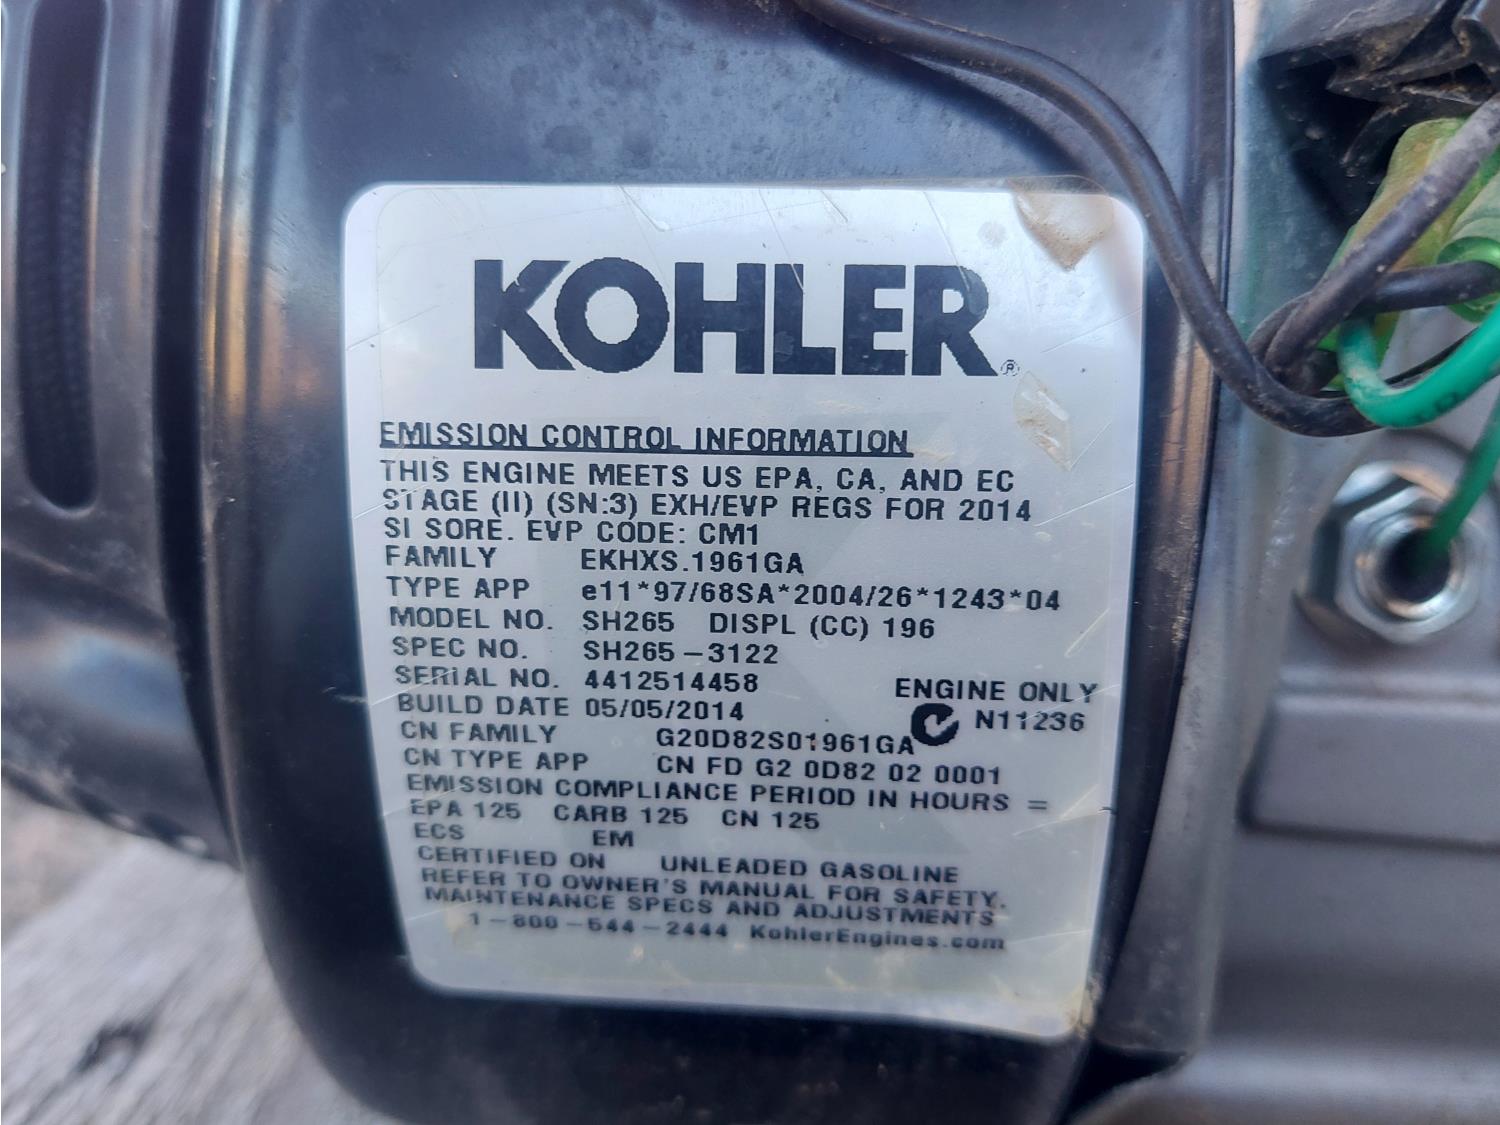 KOHLER®
EMISSION CONTROL INFORMATION
THIS ENGINE MEETS US EPA, CA, AND EC
STAGE (II) (SN:3) EXH/EVP REGS FOR 2014
SI SORE. EVP CODE: CM1
FAMILY EKHXS.1961GA
TYPE APP e11*97/68SA*2004/26*1243*04
MODEL NO. SH265 DISPL (CC) 196
SPEC NO. SH265-3122
SERIAL NO. 4412514458 ENGINE ONLY
BUILD DATE 05/05/2014 N11236
CN FAMILY G20D82S01961GA
CN TYPE APP CN FD G2 0D82 02 0001
EMISSION COMPLIANCE PERIOD IN HOURS =
EPA 125 CARB 125 CN 125
ECS EM
CERTIFIED ON UNLEADED GASOLINE
REFER TO OWNER'S MANUAL FOR SAFETY.
MAINTENANCE SPECS AND ADJUSTMENTS
1-800-544-2444 KohlerEngines.com